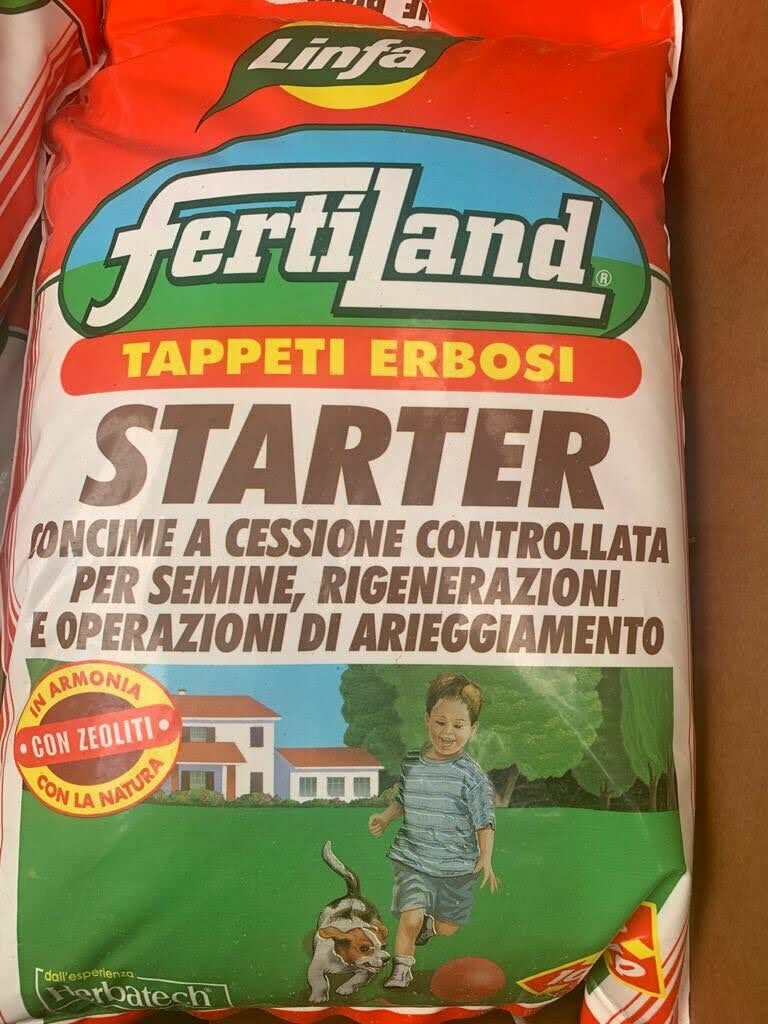 Linfa
fertiLand®
TAPPETI ERBOSI
STARTER
CONCIME A CESSIONE CONTROLLATA
PER SEMINE, RIGENERAZIONI
E OPERAZIONI DI ARIEGGIAMENTO
IN ARMONIA
• CON ZEOLITI •
CON LA NATURA
dall'esperienza
Herbatech